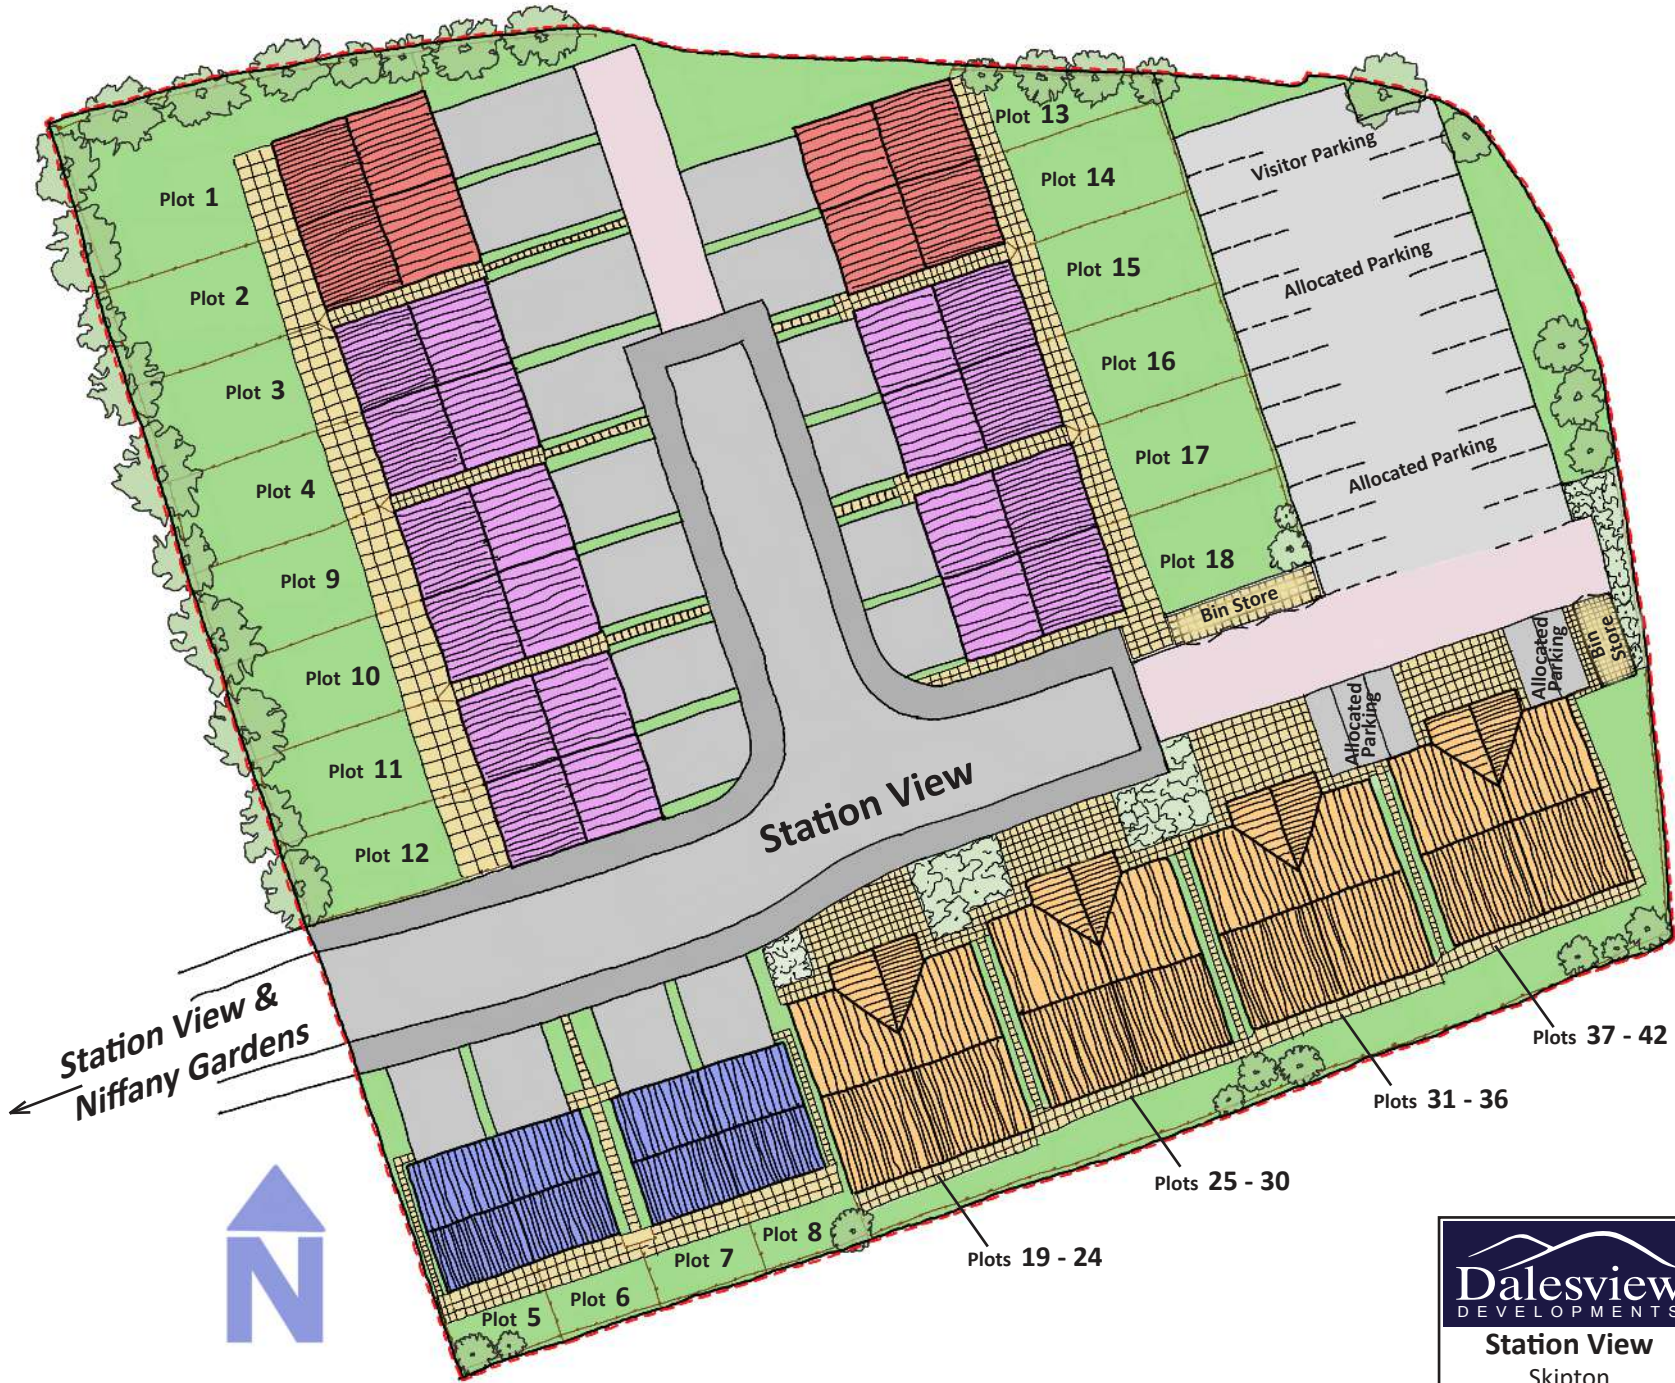 Plot 1
Plot 2
Plot 3
Plot 4
Plot 9
Plot 10
Plot 11
Plot 12
Plot 13
Plot 14
Plot 15
Plot 16
Plot 17
Plot 18
Visitor Parking
Allocated Parking
Allocated Parking
Bin Store
Bin
Store
Allocated
Parking
Allocated
Parking
Station View
Station View &
Niffany Gardens
Plot 5
Plot 6
Plot 7
Plot 8
Plots 19 - 24
Plots 25 - 30
Plots 31 - 36
Plots 37 - 42
N
Dalesview
DEVELOPMENTS
Station View
Skipton